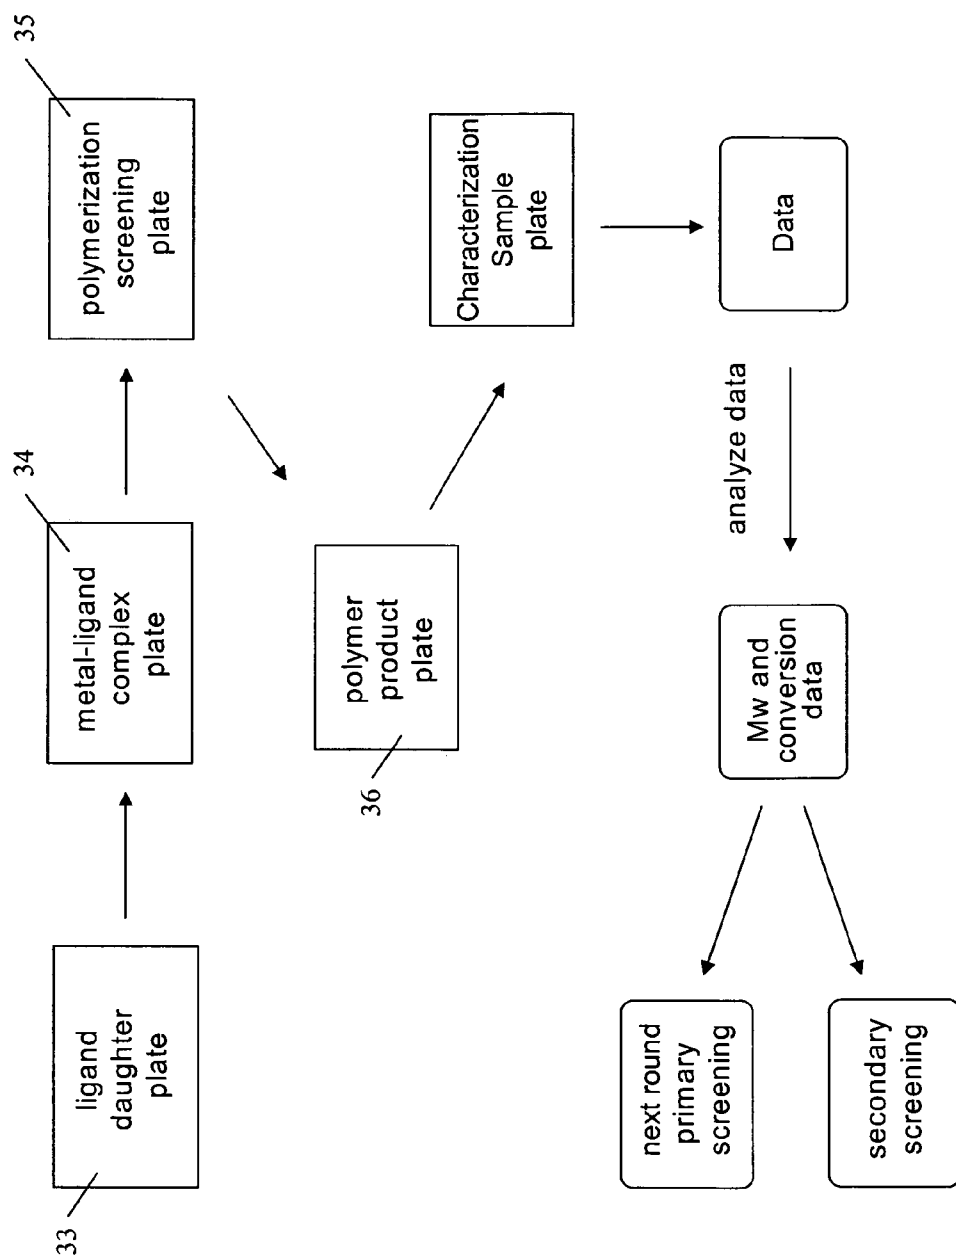 33
ligand
daughter
plate
34
metal-ligand
complex
plate
35
polymerization
screening
plate
36
polymer
product
plate
Characterization
Sample
plate
Data
analyze data
Mw and
conversion
data
next round
primary
screening
secondary
screening